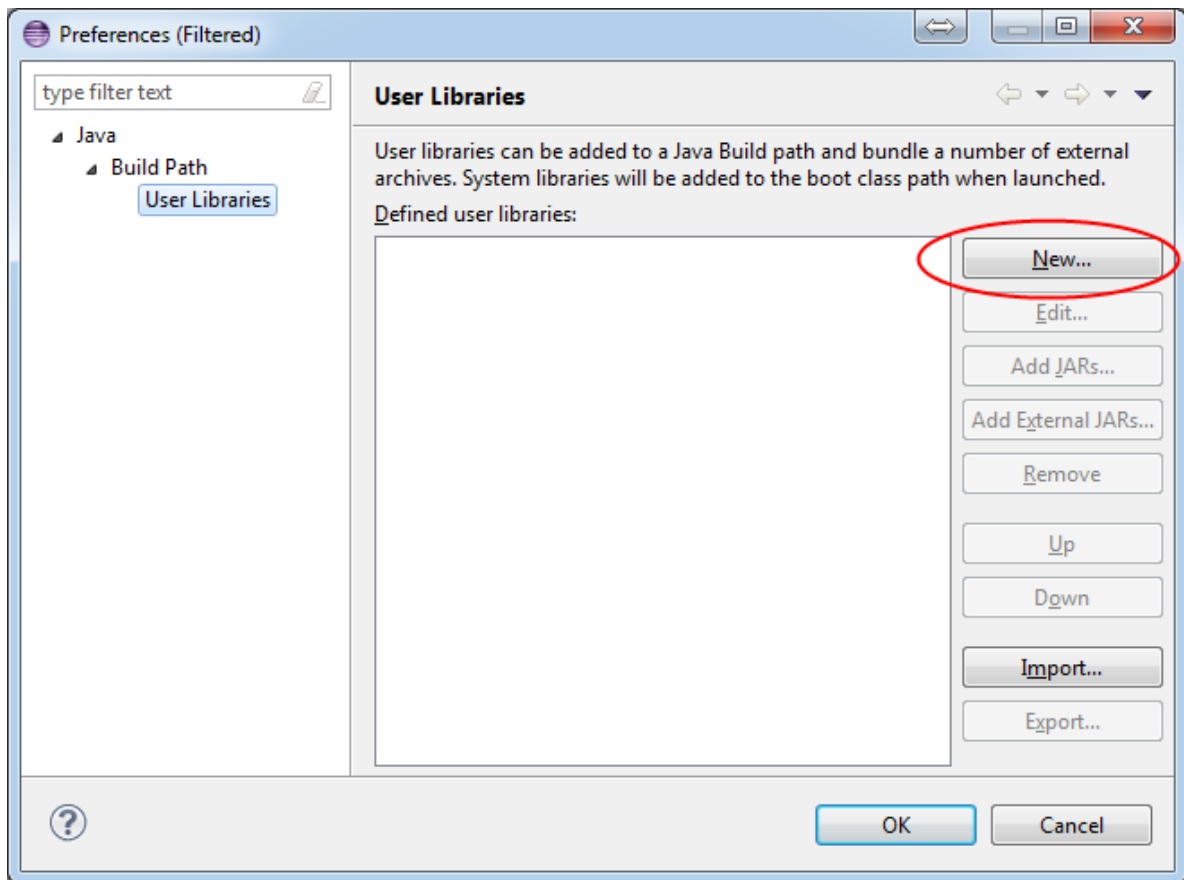 Preferences (Filtered)
type filter text
Java
Build Path
User Libraries
User Libraries
User libraries can be added to a Java Build path and bundle a number of external
archives. System libraries will be added to the boot class path when launched.
Defined user libraries:
New...
Edit...
Add JARs...
Add External JARs...
Remove
Up
Down
Import...
Export...
OK
Cancel